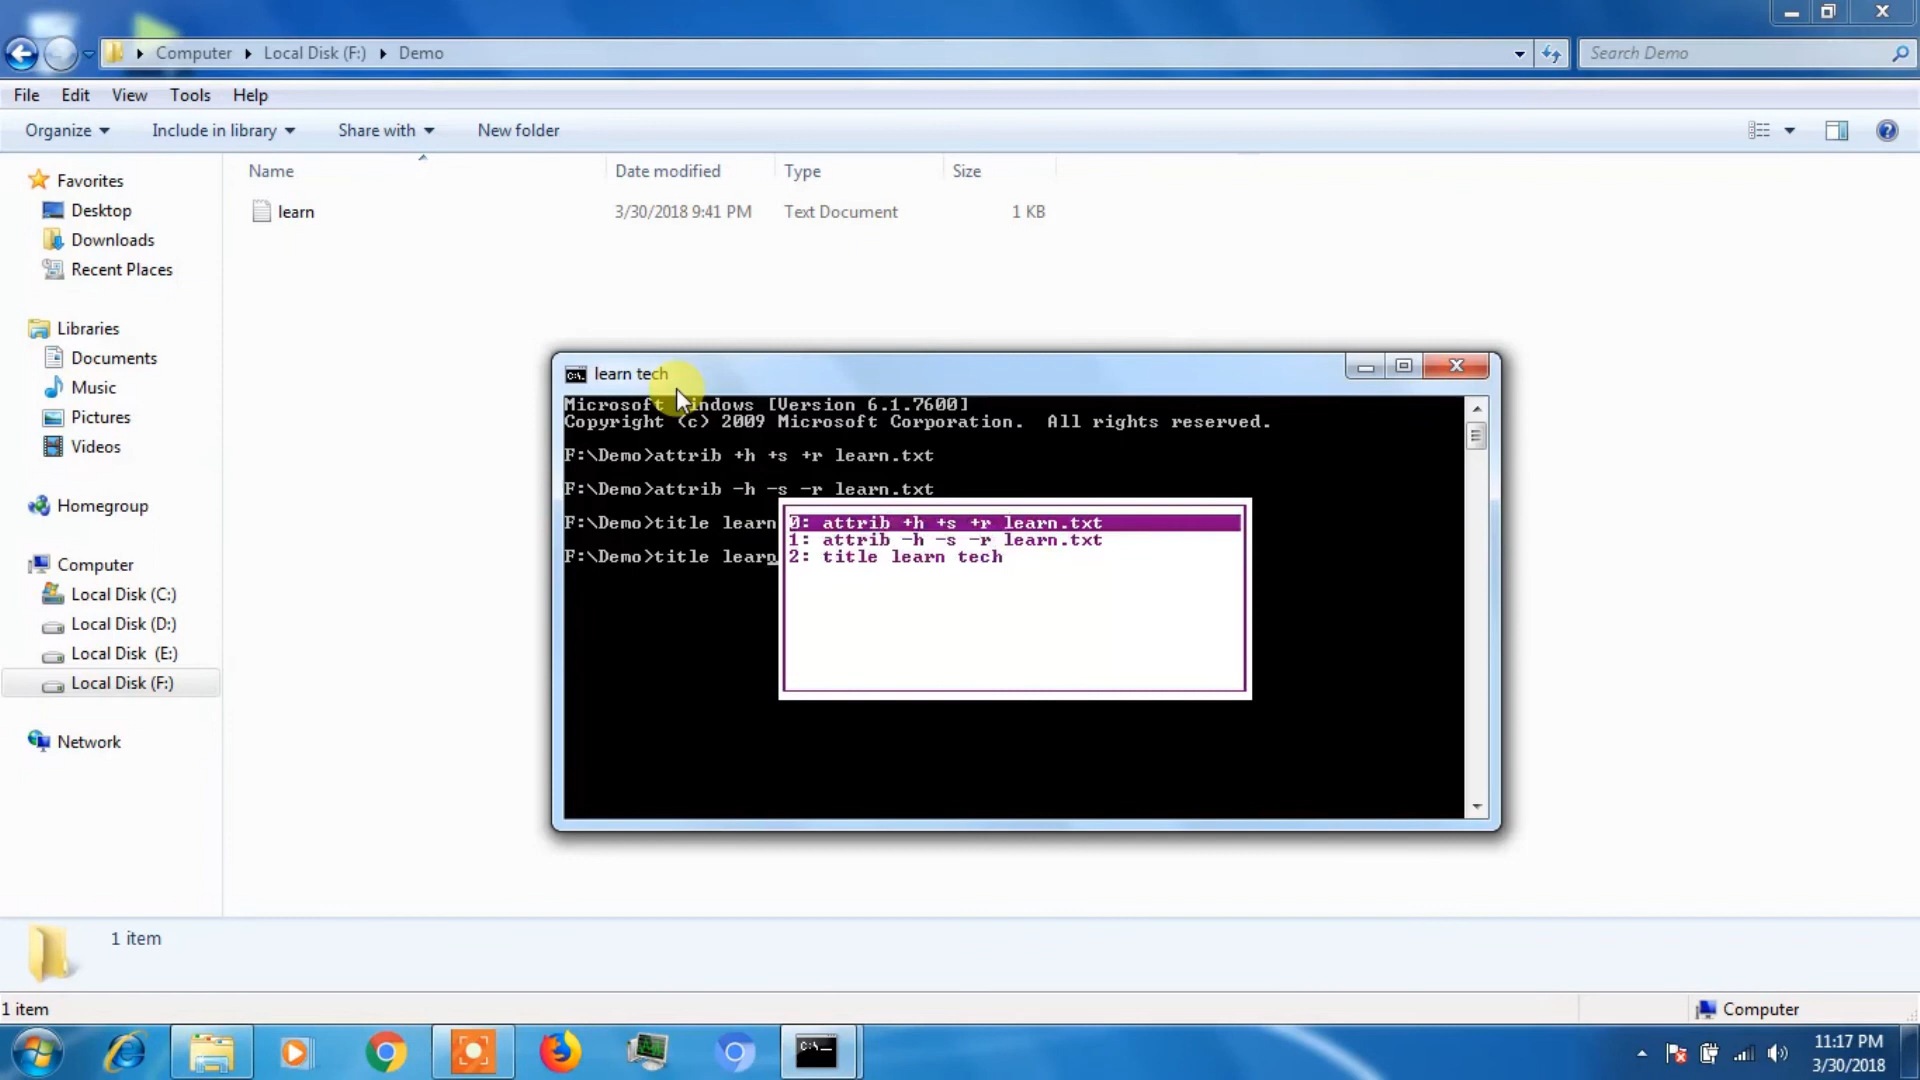 Computer Local Disk (F:) Demo
Search Demo
File Edit View Tools Help
Organize Include in library Share with New folder
Name Date modified Type Size
learn 3/30/2018 9:41 PM Text Document 1 KB
Favorites
Desktop
Downloads
Recent Places
Libraries
Documents
Music
Pictures
Videos
Homegroup
Computer
Local Disk (C:)
Local Disk (D:)
Local Disk (E:)
Local Disk (F:)
Network
C:\. learn tech
Microsoft Windows [Version 6.1.7600]
Copyright (c) 2009 Microsoft Corporation. All rights reserved.
F:\Demo>attrib +h +s +r learn.txt
F:\Demo>attrib -h -s -r learn.txt
F:\Demo>title learn
F:\Demo>title learn_
0: attrib +h +s +r learn.txt
1: attrib -h -s -r learn.txt
2: title learn tech
1 item
1 item
Computer
C:\_
11:17 PM
3/30/2018